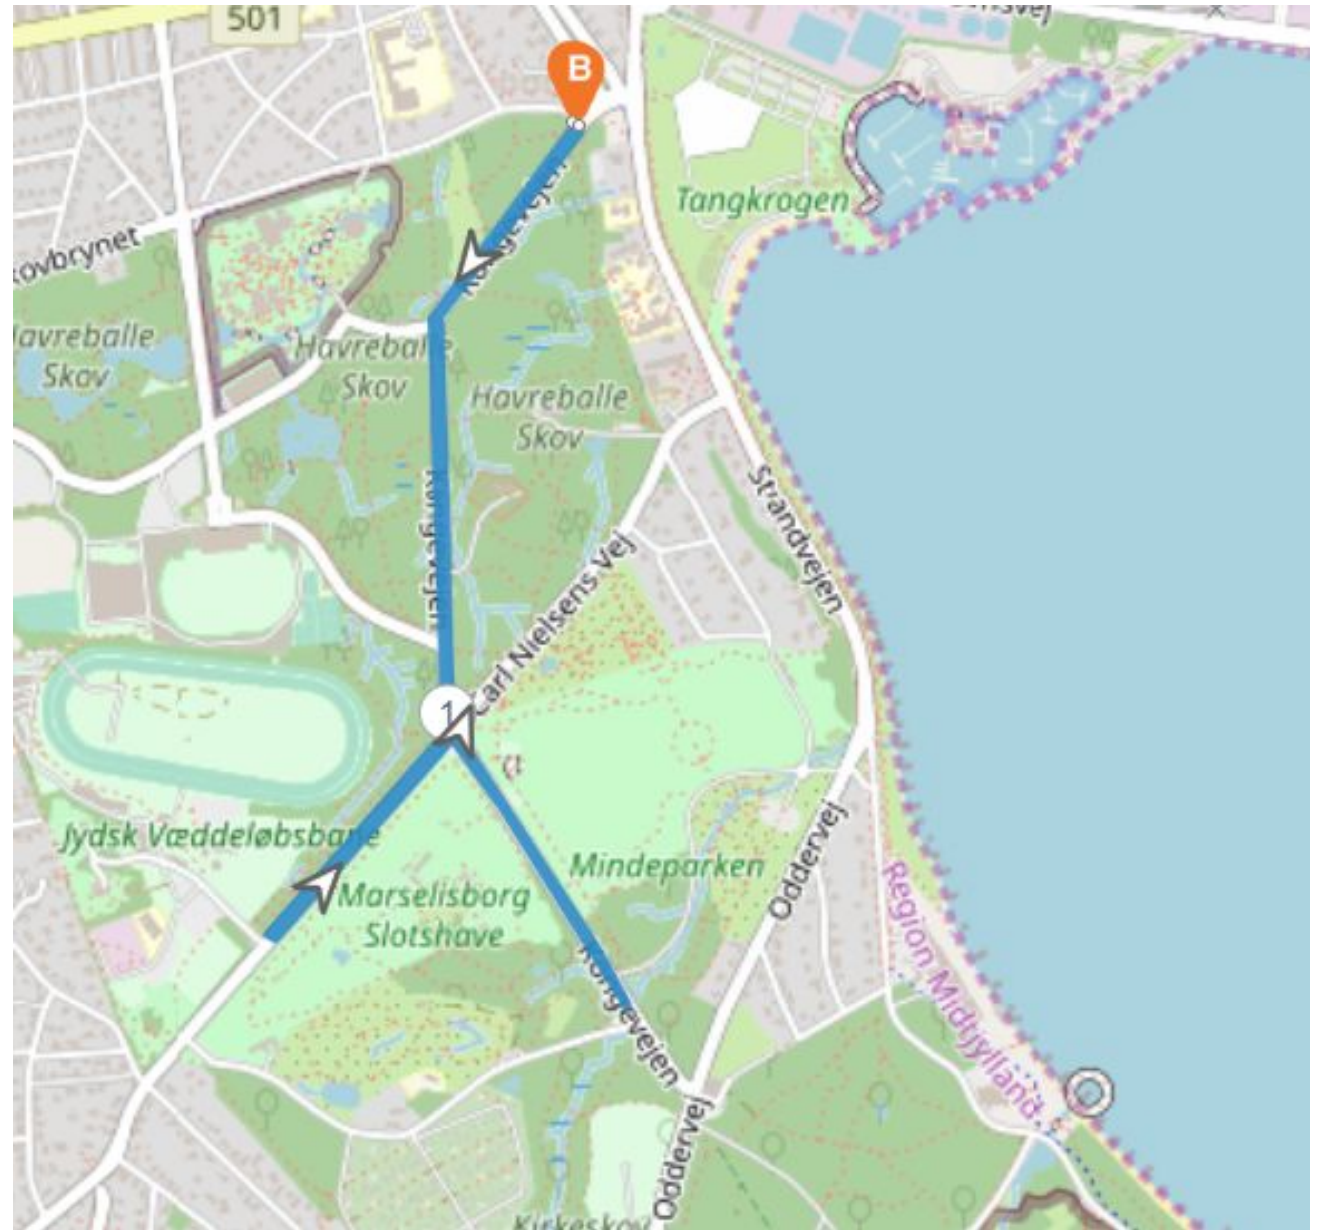 501
B
Tangkrogen
Kongevejen
Havreballe
Skov
Havreballe
Skov
Havreballe
Skov
Strandvejen
Kongevejen
Carl Nielsens Vej
1
Jydsk Væddeløbsbane
Marselisborg
Slotshave
Mindeparken
Oddervej
Region Midtjylland
Kongevejen
Oddervej
Kirkeskov